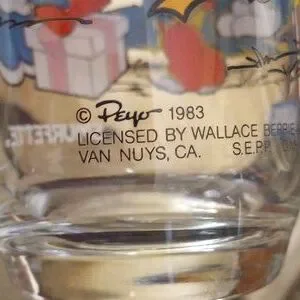 © Peyo 1983
LICENSED BY WALLACE BERRIE
VAN NUYS, CA. S.E.P.P.